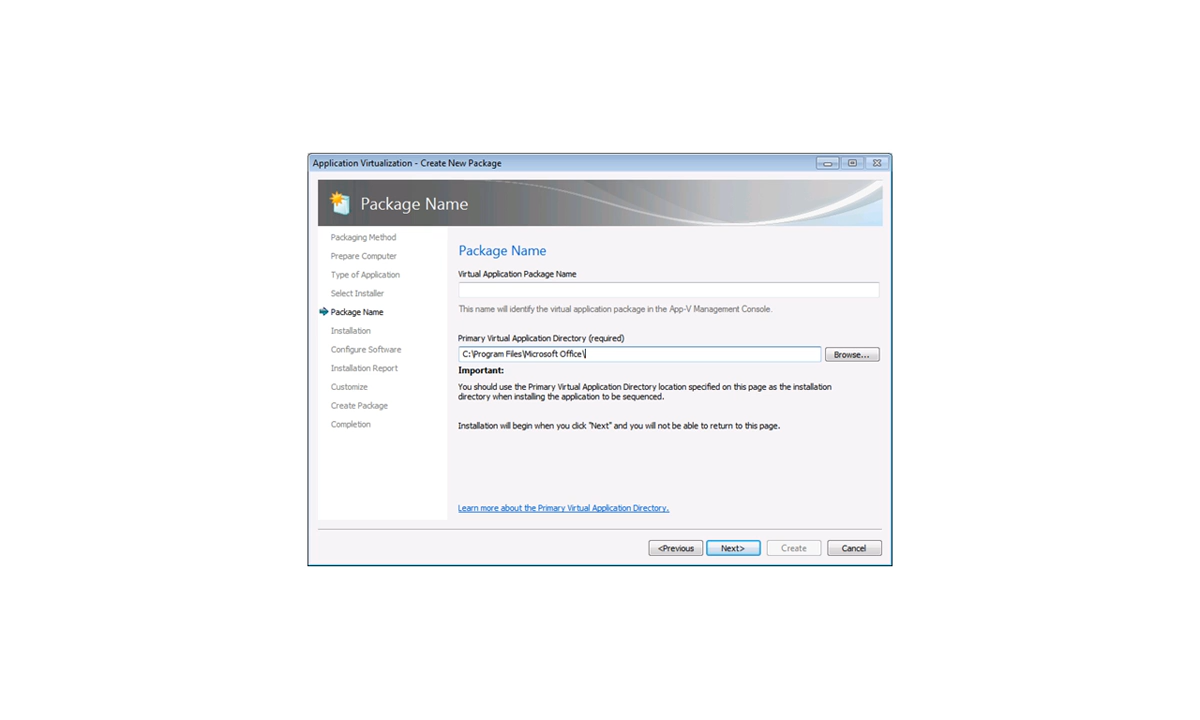 Application Virtualization - Create New Package
Package Name
Packaging Method
Prepare Computer
Type of Application
Select Installer
Package Name
Installation
Configure Software
Installation Report
Customize
Create Package
Completion
Package Name
Virtual Application Package Name
This name will identify the virtual application package in the App-V Management Console.
Primary Virtual Application Directory (required)
C:\Program Files\Microsoft Office\
Browse...
Important:
You should use the Primary Virtual Application Directory location specified on this page as the installation
directory when installing the application to be sequenced.
Installation will begin when you click "Next" and you will not be able to return to this page.
Learn more about the Primary Virtual Application Directory.
<Previous
Next>
Create
Cancel